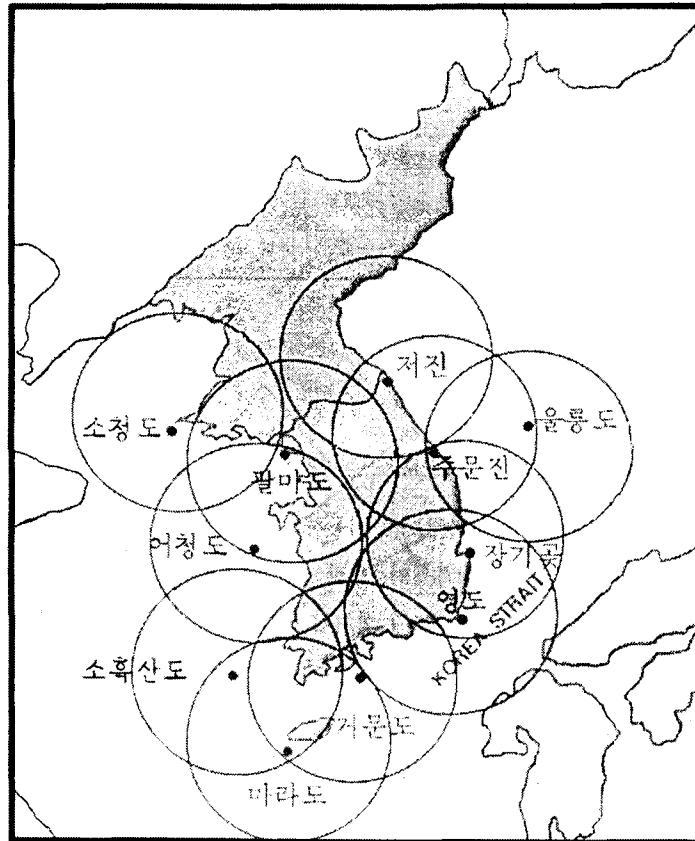 저진
울릉도
소청도
팔마도
주문진
어청도
장기곶
영도
KOREA STRAIT
소흑산도
거문도
미라도